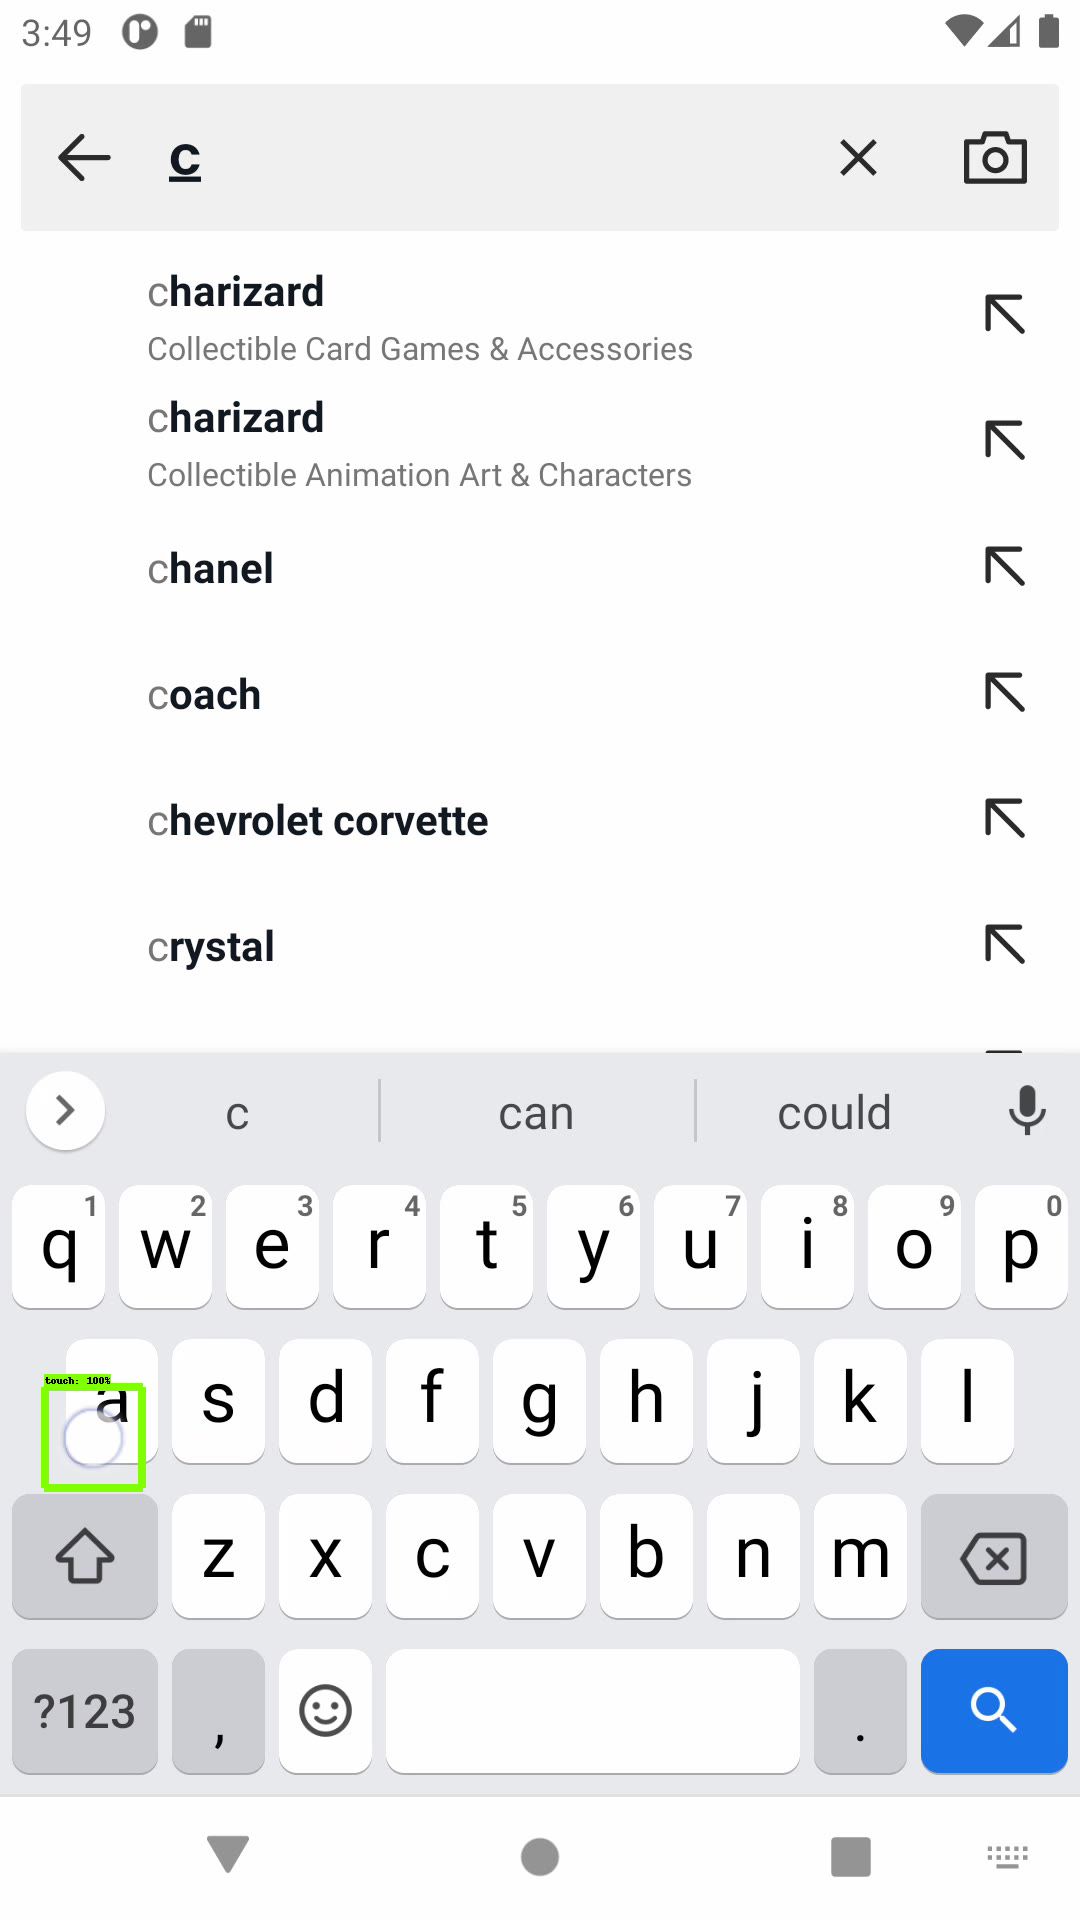 3:49
c
charizard
Collectible Card Games & Accessories
charizard
Collectible Animation Art & Characters
chanel
coach
chevrolet corvette
crystal
c can could
1 2 3 4 5 6 7 8 9 0
q w e r t y u i o p
touch: 100%
a s d f g h j k l
z x c v b n m
?123 , .